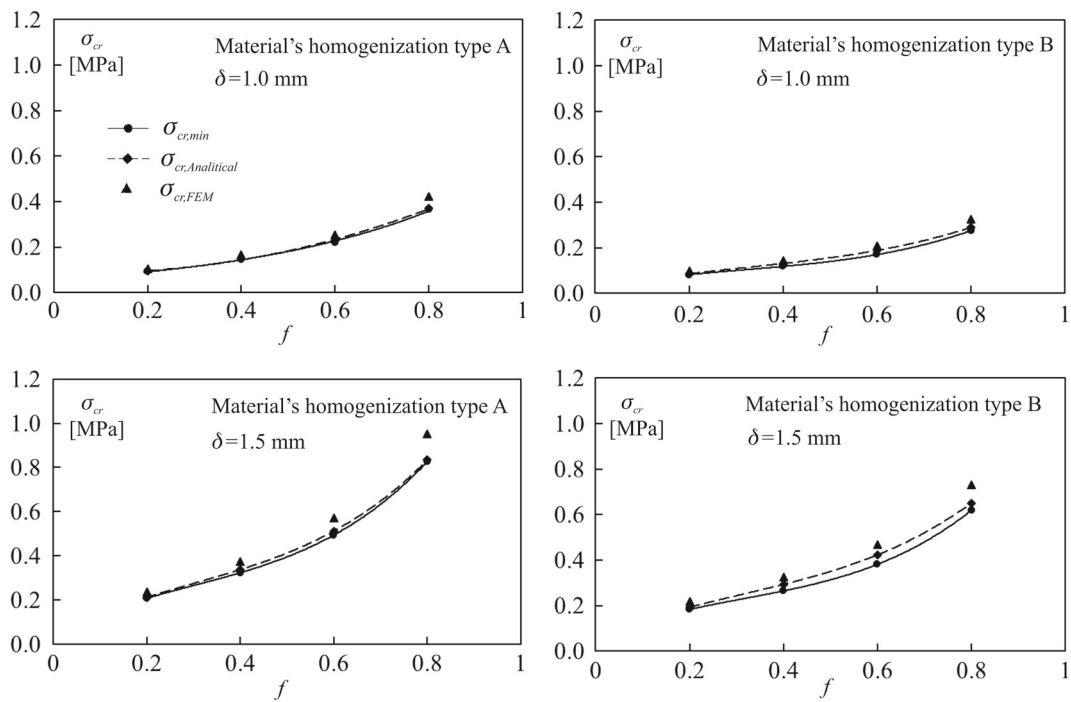 1.2
1.0
0.8
0.6
0.4
0.2
0.0
σcr
[MPa]
Material's homogenization type A
δ=1.0 mm
σcr,min
σcr,Analitical
σcr,FEM
0
0.2
0.4
0.6
0.8
1
f
1.2
1.0
0.8
0.6
0.4
0.2
0.0
σcr
[MPa]
Material's homogenization type B
δ=1.0 mm
0
0.2
0.4
0.6
0.8
1
f
1.2
1.0
0.8
0.6
0.4
0.2
0.0
σcr
[MPa]
Material's homogenization type A
δ=1.5 mm
0
0.2
0.4
0.6
0.8
1
f
1.2
1.0
0.8
0.6
0.4
0.2
0.0
σcr
[MPa]
Material's homogenization type B
δ=1.5 mm
0
0.2
0.4
0.6
0.8
1
f